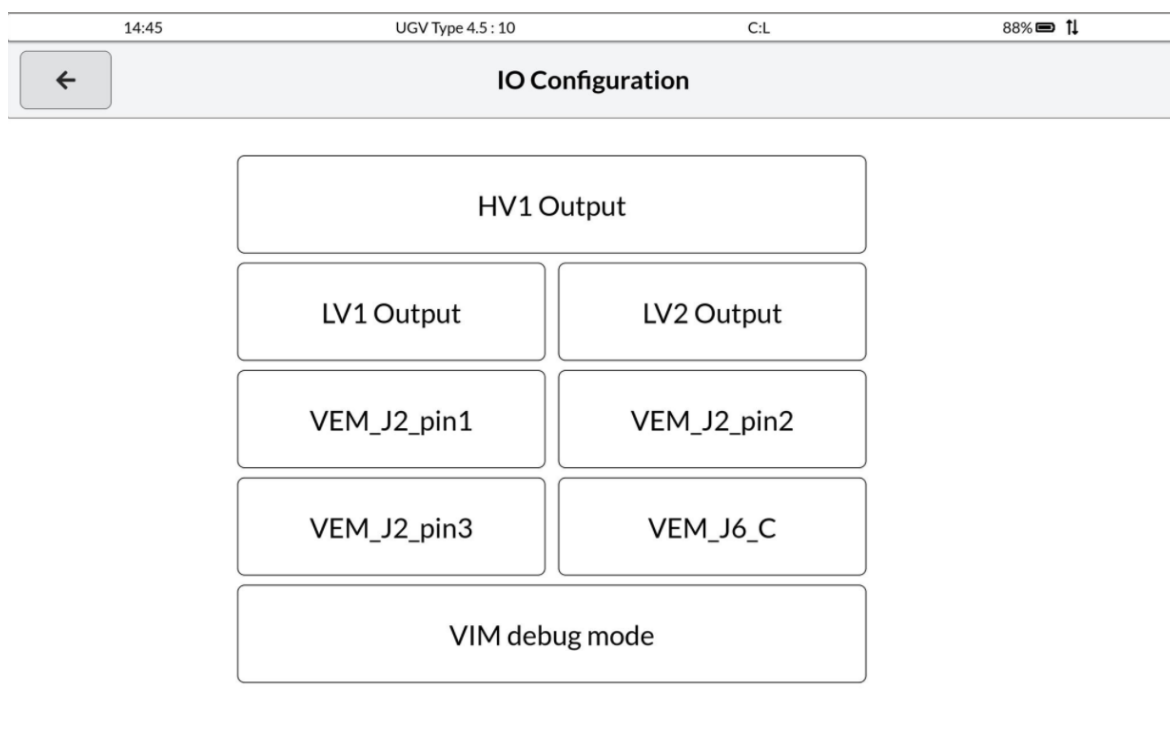 14:45 UGV Type 4.5 : 10 C:L 88%
IO Configuration
HV1 Output
LV1 Output LV2 Output
VEM_J2_pin1 VEM_J2_pin2
VEM_J2_pin3 VEM_J6_C
VIM debug mode